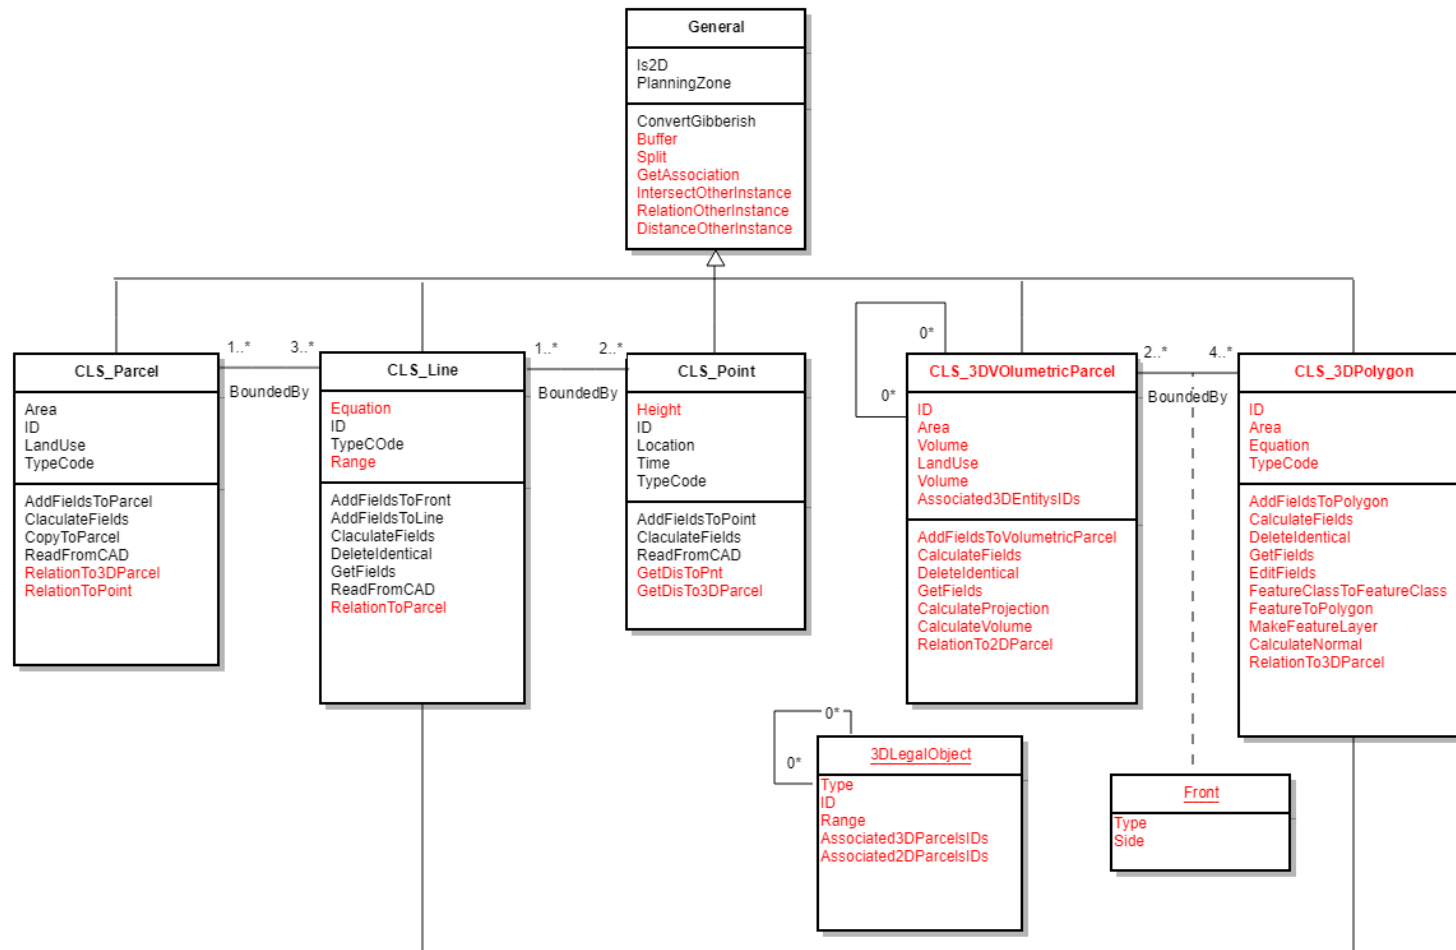 General
Is2D
PlanningZone
ConvertGibberish
Buffer
Split
GetAssociation
IntersectOtherInstance
RelationOtherInstance
DistanceOtherInstance
1..*
3..*
BoundedBy
1..*
2..*
BoundedBy
0*
0*
2..*
4..*
BoundedBy
CLS_Parcel
Area
ID
LandUse
TypeCode
AddFieldsToParcel
ClaculateFields
CopyToParcel
ReadFromCAD
RelationTo3DParcel
RelationToPoint
CLS_Line
Equation
ID
TypeCOde
Range
AddFieldsToFront
AddFieldsToLine
ClaculateFields
DeleteIdentical
GetFields
ReadFromCAD
RelationToParcel
CLS_Point
Height
ID
Location
Time
TypeCode
AddFieldsToPoint
ClaculateFields
ReadFromCAD
GetDisToPnt
GetDisTo3DParcel
CLS_3DVOlumetricParcel
ID
Area
Volume
LandUse
Volume
Associated3DEntitysIDs
AddFieldsToVolumetricParcel
CalculateFields
DeleteIdentical
GetFields
CalculateProjection
CalculateVolume
RelationTo2DParcel
CLS_3DPolygon
ID
Area
Equation
TypeCode
AddFieldsToPolygon
CalculateFields
DeleteIdentical
GetFields
EditFields
FeatureClassToFeatureClass
FeatureToPolygon
MakeFeatureLayer
CalculateNormal
RelationTo3DParcel
0*
0*
3DLegalObject
Type
ID
Range
Associated3DParcelsIDs
Associated2DParcelsIDs
Front
Type
Side